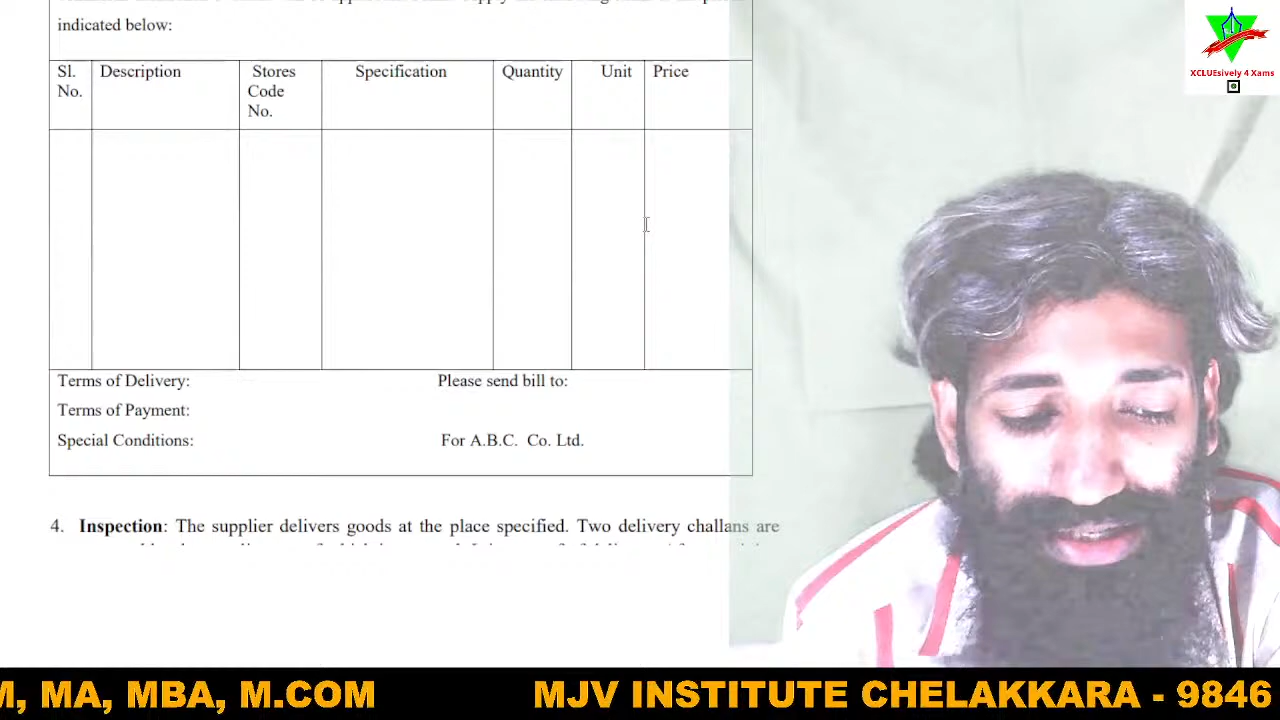 indicated below:
Sl. No.
Description
Stores Code No.
Specification
Quantity
Unit
Price
Terms of Delivery:
Please send bill to:
Terms of Payment:
Special Conditions:
For A.B.C. Co. Ltd.
4. Inspection: The supplier delivers goods at the place specified. Two delivery challans are
XCLUEsively 4 Xams
M, MA, MBA, M.COM
MJV INSTITUTE CHELAKKARA - 9846